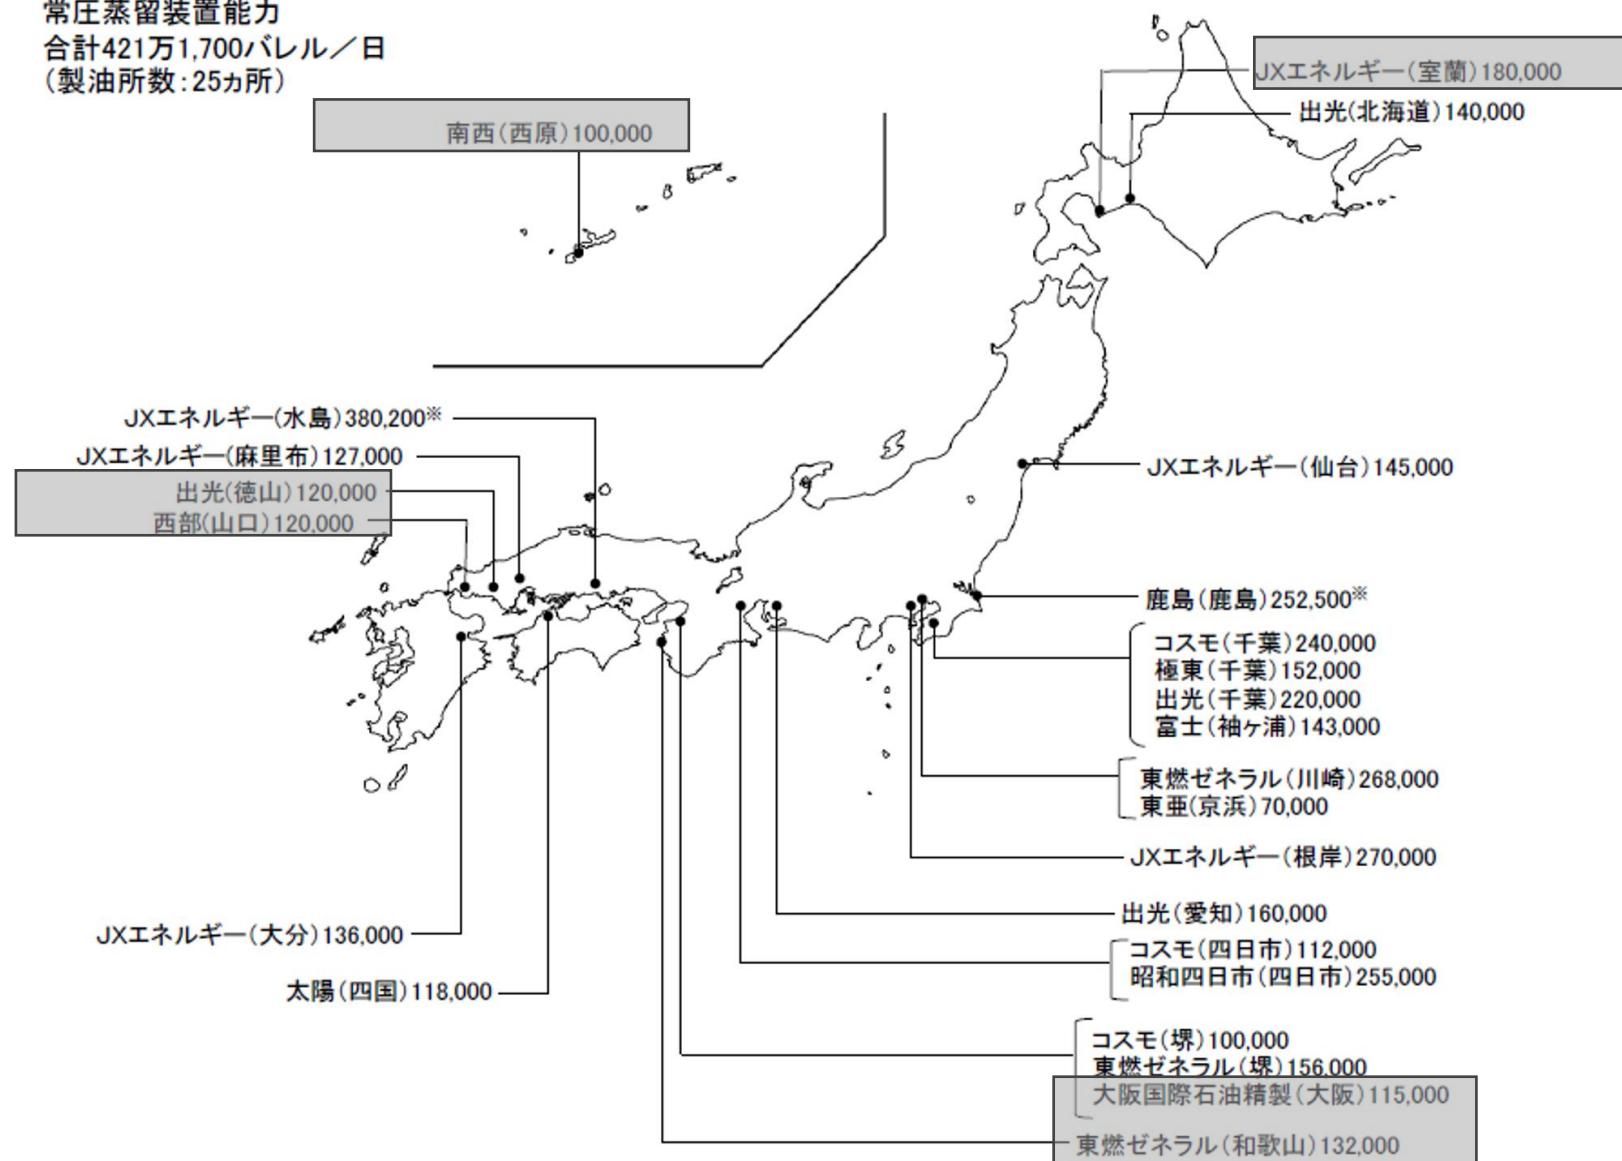 常圧蒸留装置能力
合計421万1,700バレル／日
（製油所数：25ヵ所）
南西（西原）100,000
JXエネルギー（室蘭）180,000
出光（北海道）140,000
JXエネルギー（水島）380,200※
JXエネルギー（麻里布）127,000
出光（徳山）120,000
西部（山口）120,000
JXエネルギー（仙台）145,000
鹿島（鹿島）252,500※
コスモ（千葉）240,000
極東（千葉）152,000
出光（千葉）220,000
富士（袖ヶ浦）143,000
東燃ゼネラル（川崎）268,000
東亜（京浜）70,000
JXエネルギー（根岸）270,000
出光（愛知）160,000
JXエネルギー（大分）136,000
コスモ（四日市）112,000
昭和四日市（四日市）255,000
太陽（四国）118,000
コスモ（堺）100,000
東燃ゼネラル（堺）156,000
大阪国際石油精製（大阪）115,000
東燃ゼネラル（和歌山）132,000